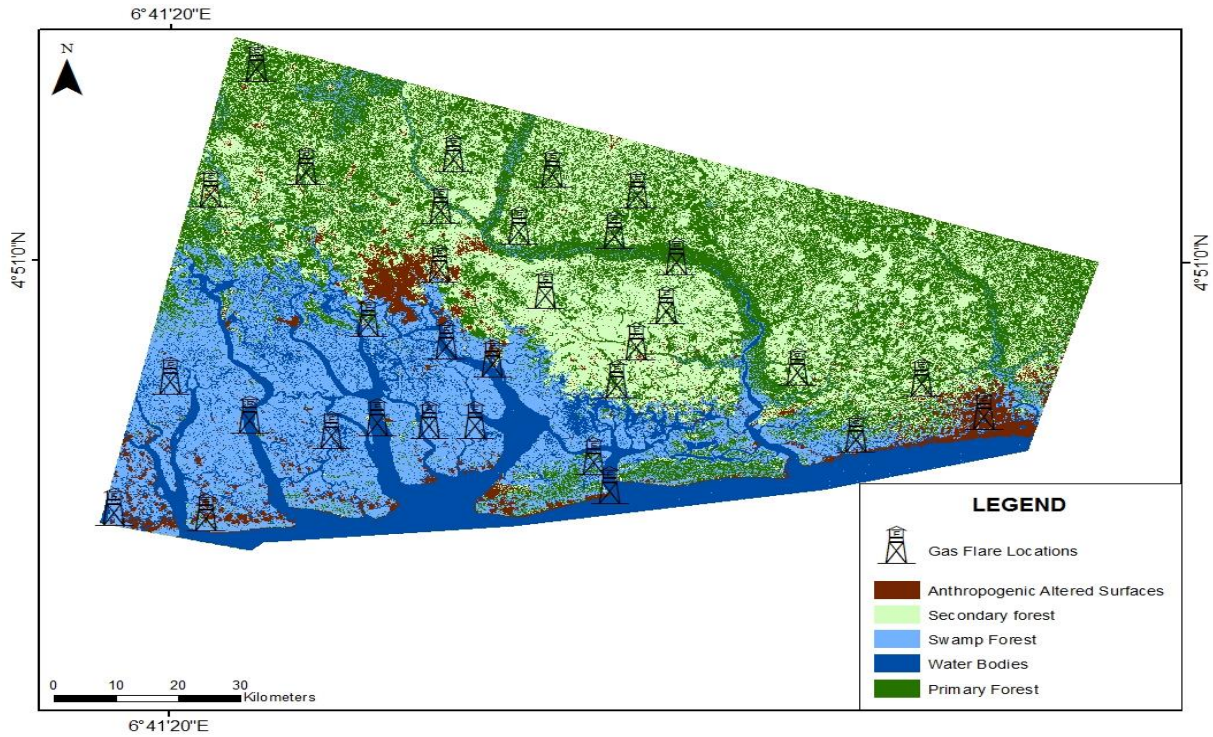 6°41'20"E
N
4°51'0"N
4°51'0"N
LEGEND
Gas Flare Locations
Anthropogenic Altered Surfaces
Secondary forest
Swamp Forest
Water Bodies
Primary Forest
0 10 20 30
Kilometers
6°41'20"E